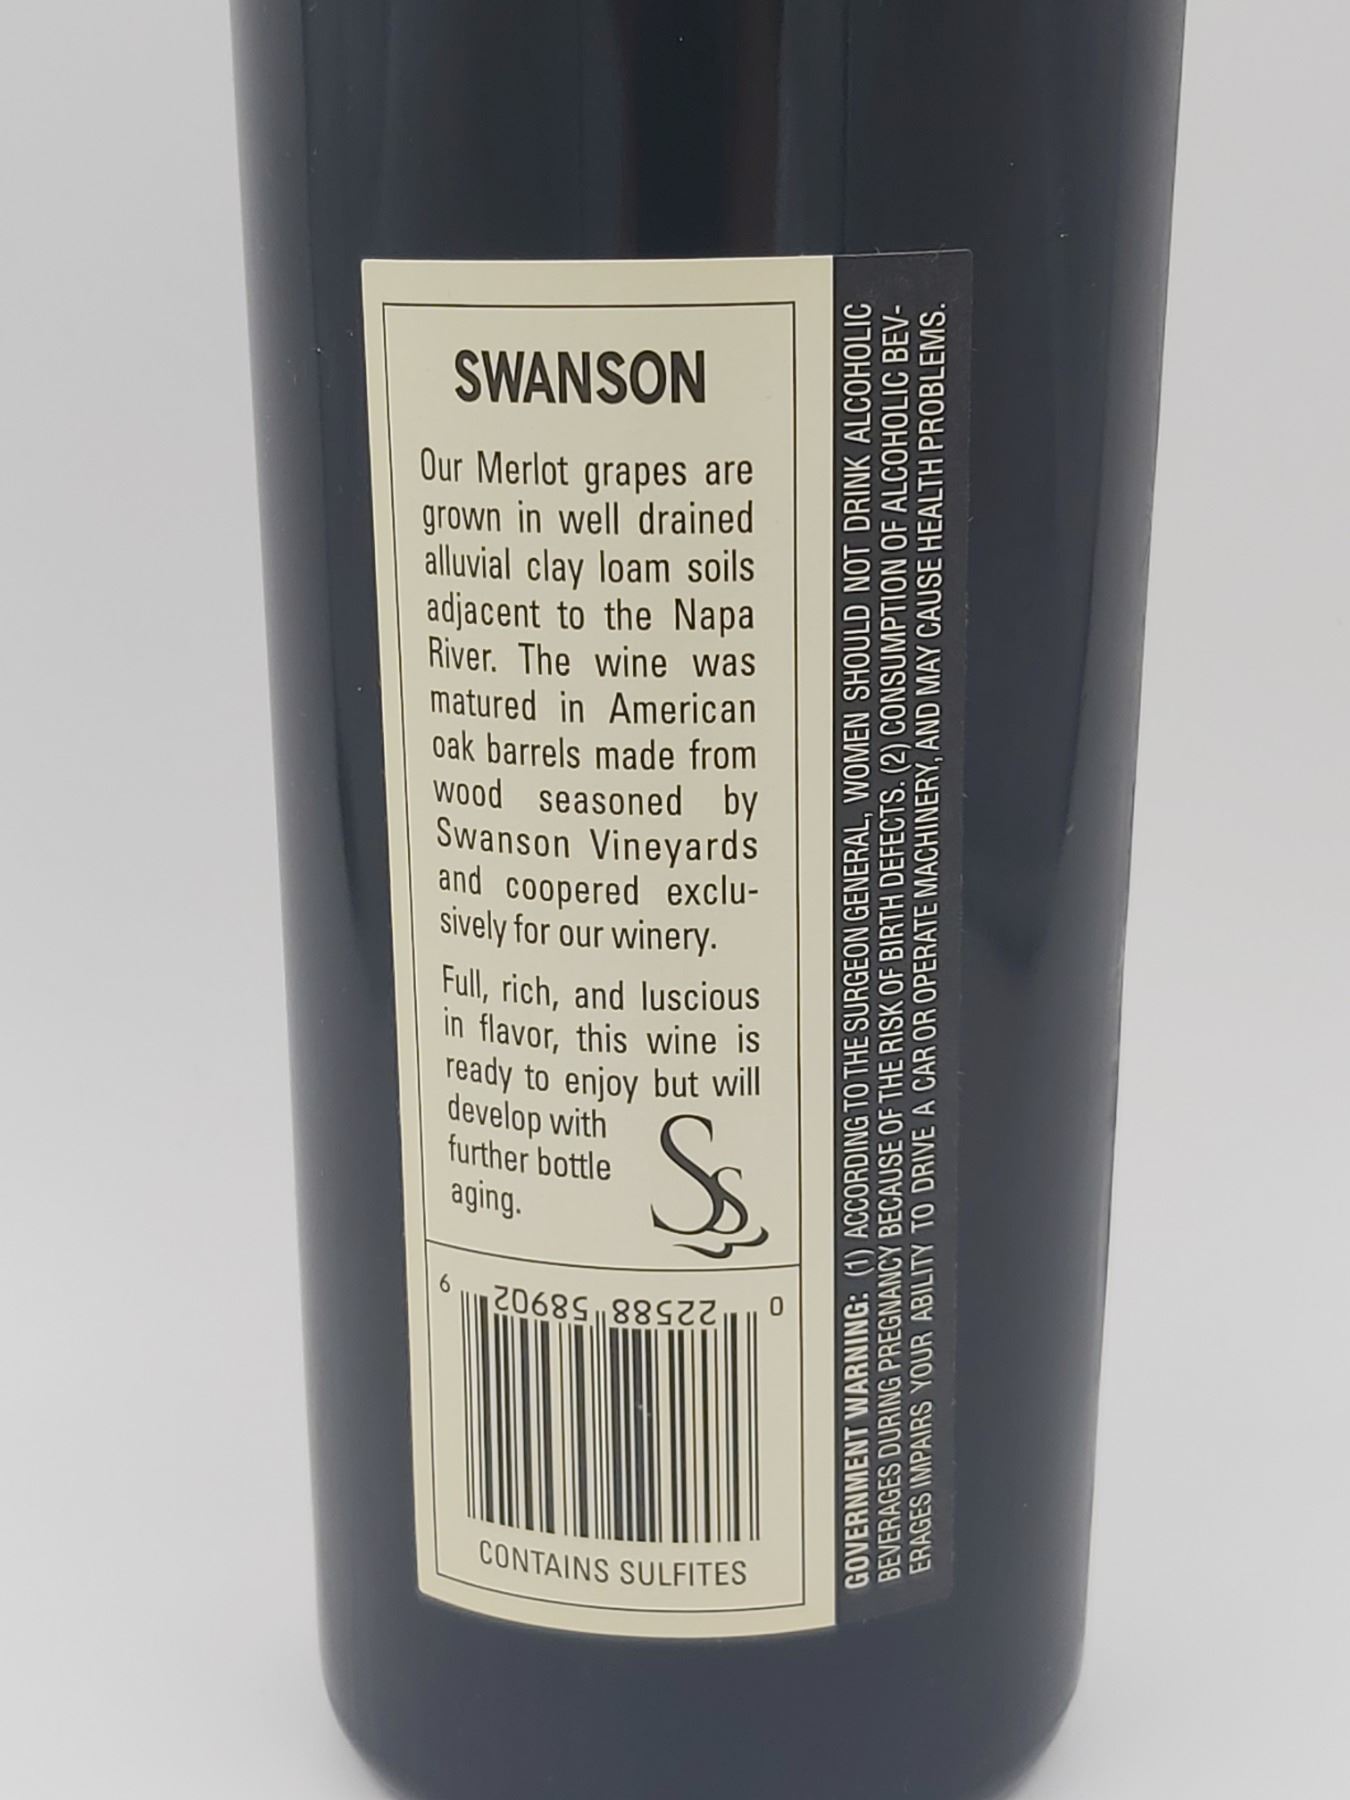 SWANSON
Our Merlot grapes are
grown in well drained
alluvial clay loam soils
adjacent to the Napa
River. The wine was
matured in American
oak barrels made from
wood seasoned by
Swanson Vineyards
and coopered exclu-
sively for our winery.
Full, rich, and luscious
in flavor, this wine is
ready to enjoy but will
develop with
further bottle
aging.
Ss
0 22588 58902 9
CONTAINS SULFITES
GOVERNMENT WARNING: (1) ACCORDING TO THE SURGEON GENERAL, WOMEN SHOULD NOT DRINK ALCOHOLIC
BEVERAGES DURING PREGNANCY BECAUSE OF THE RISK OF BIRTH DEFECTS. (2) CONSUMPTION OF ALCOHOLIC BEV-
ERAGES IMPAIRS YOUR ABILITY TO DRIVE A CAR OR OPERATE MACHINERY, AND MAY CAUSE HEALTH PROBLEMS.